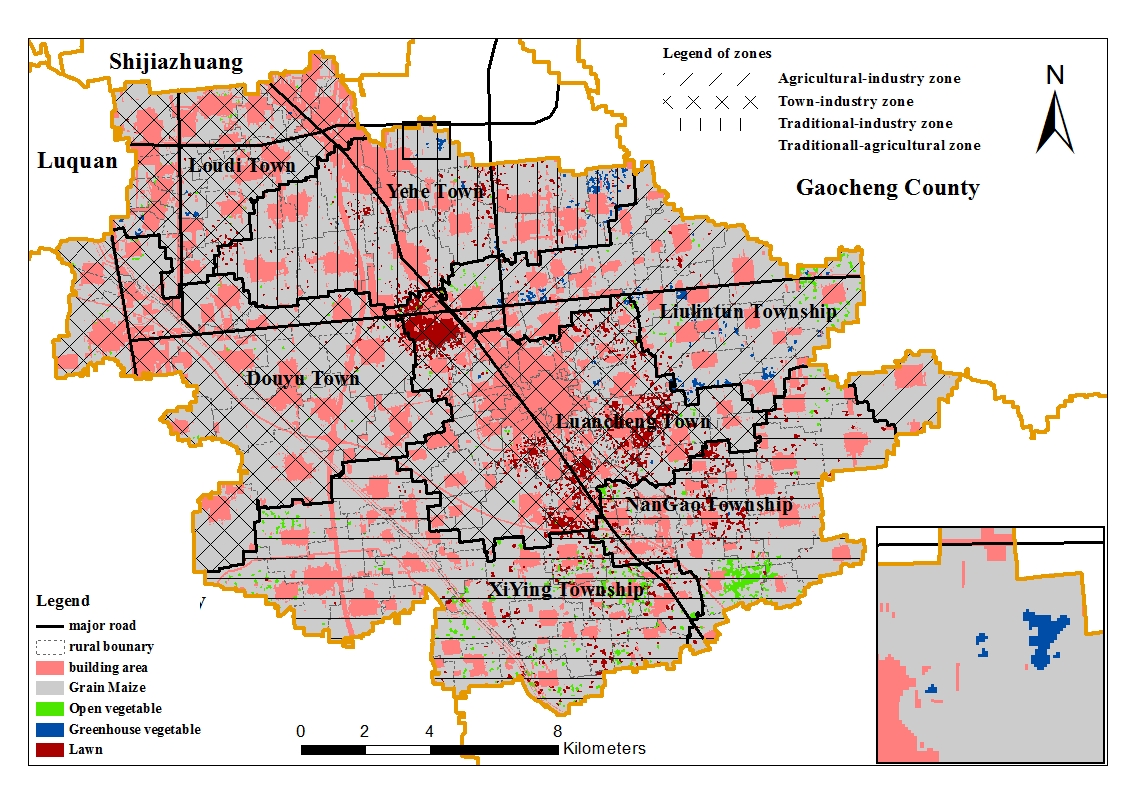 Shijiazhuang
Legend of zones
Agricultural-industry zone
Town-industry zone
Traditional-industry zone
Traditionall-agricultural zone
N
Luquan
Loudi Town
Yehe Town
Gaocheng County
Liulintun Township
Douyu Town
Luancheng Town
NanGao Township
XiYing Township
Legend
major road
rural bounary
building area
Grain Maize
Open vegetable
Greenhouse vegetable
Lawn
0 2 4 8
Kilometers